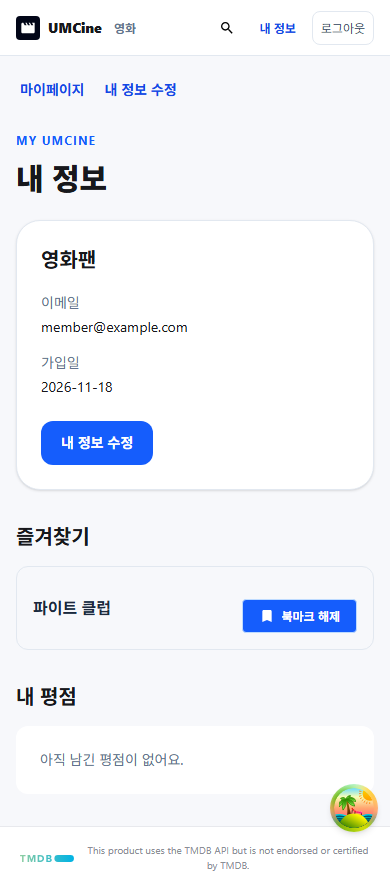 UMCine 영화 내 정보 로그아웃
마이페이지 내 정보 수정
MY UMCINE
내 정보
영화팬
이메일
member@example.com
가입일
2026-11-18
내 정보 수정
즐겨찾기
파이트 클럽
북마크 해제
내 평점
아직 남긴 평점이 없어요.
TMDB
This product uses the TMDB API but is not endorsed or certified
by TMDB.